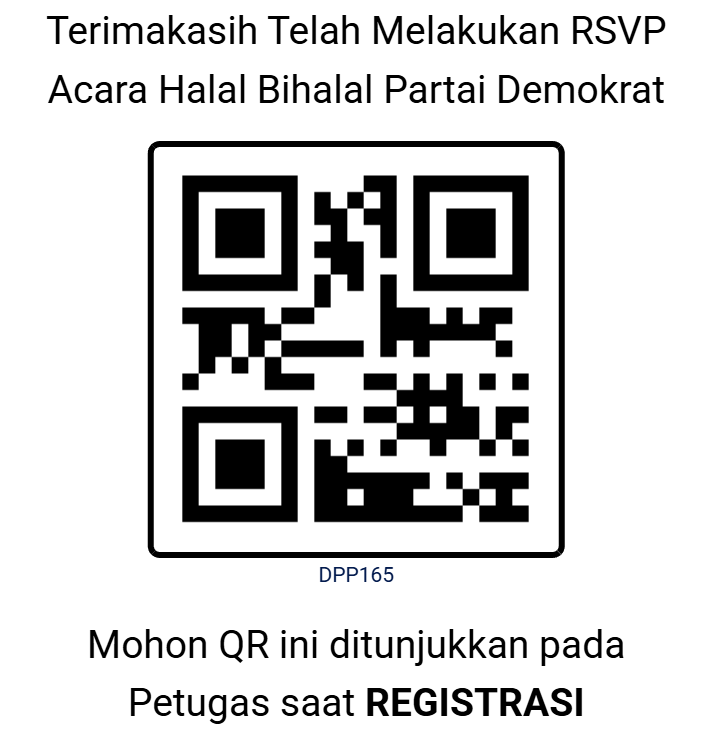 Terimakasih Telah Melakukan RSVP
Acara Halal Bihalal Partai Demokrat
DPP165
Mohon QR ini ditunjukkan pada
Petugas saat REGISTRASI